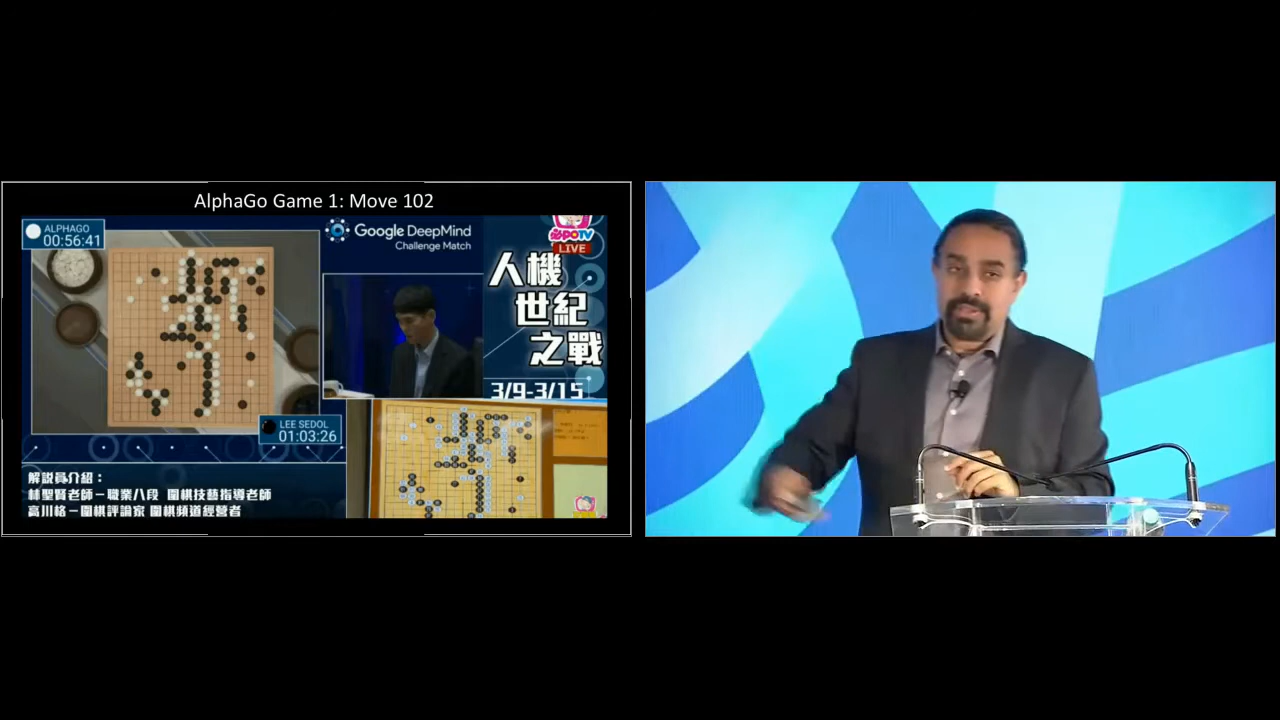 AlphaGo Game 1: Move 102
ALPHAGO
00:56:41
Google DeepMind
Challenge Match
LIVE
人機
世紀
之戰
3/9-3/15
LEE SEDOL
01:03:26
解說員介紹：
林聖賢老師－職業八段 圍棋技藝指導老師
高川格－圍棋評論家 圍棋頻道經營者